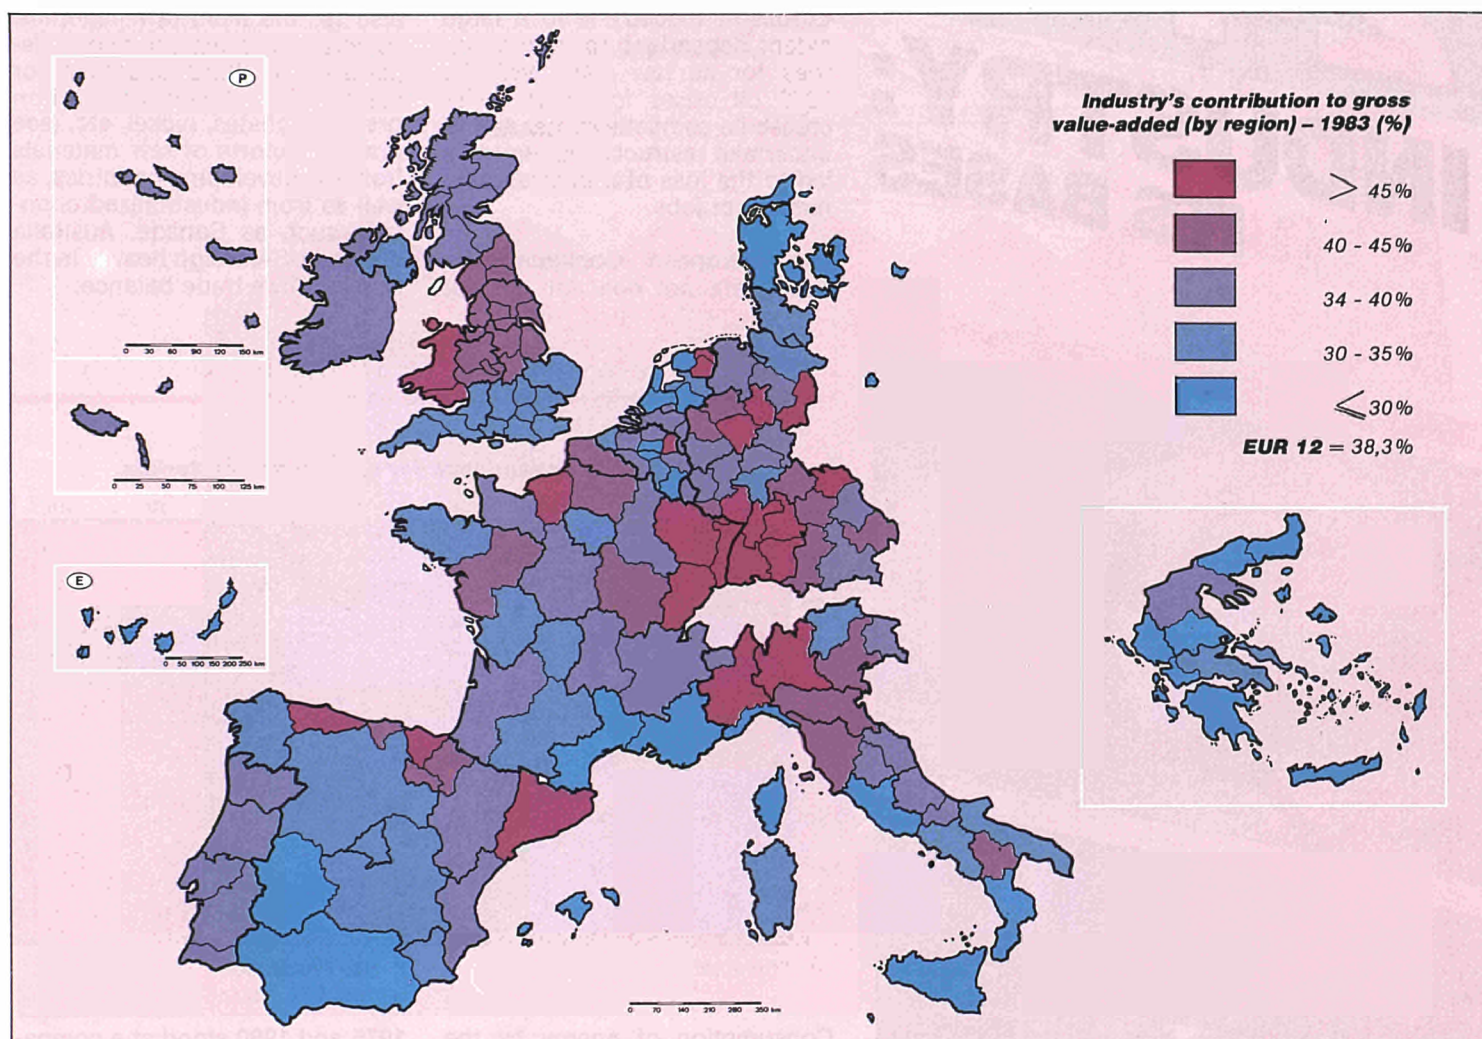 P
0 30 60 90 120 150 km
0 25 50 75 100 125 km
E
0 50 100 150 200 250 km
Industry's contribution to gross
value-added (by region) – 1983 (%)
> 45%
40 - 45%
34 - 40%
30 - 35%
≤ 30%
EUR 12 = 38,3%
0 70 140 210 280 350 km